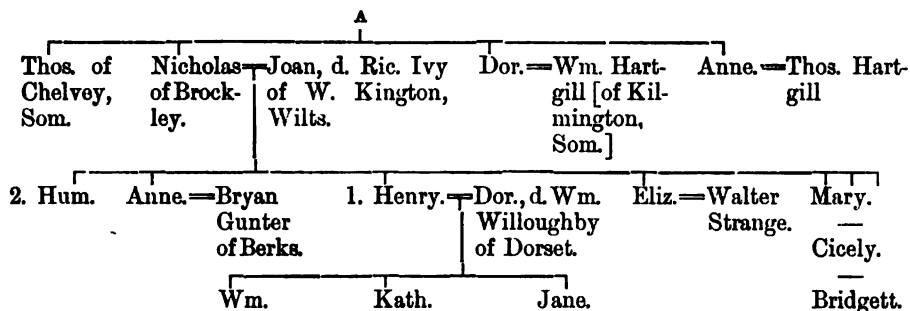 A
Thos. of Chelvey, Som.
Nicholas = Joan, d. Ric. Ivy
of Brockley. of W. Kington, Wilts.
Dor. = Wm. Hartgill [of Kilmington, Som.]
Anne. = Thos. Hartgill
2. Hum.
Anne. = Bryan Gunter of Berks.
1. Henry. = Dor., d. Wm. Willoughby of Dorset.
Eliz. = Walter Strange.
Mary.
—
Cicely.
—
Bridgett.
Wm. Kath. Jane.